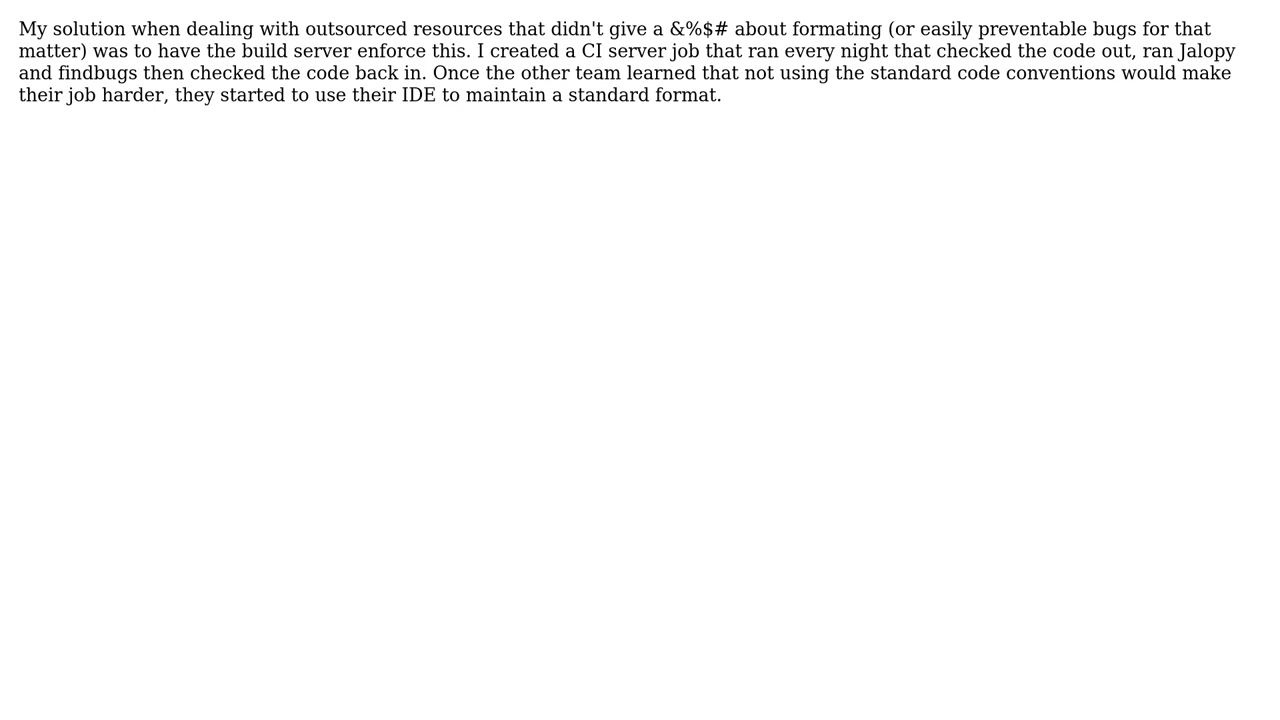 My solution when dealing with outsourced resources that didn't give a &%$# about formating (or easily preventable bugs for that
matter) was to have the build server enforce this. I created a CI server job that ran every night that checked the code out, ran Jalopy
and findbugs then checked the code back in. Once the other team learned that not using the standard code conventions would make
their job harder, they started to use their IDE to maintain a standard format.